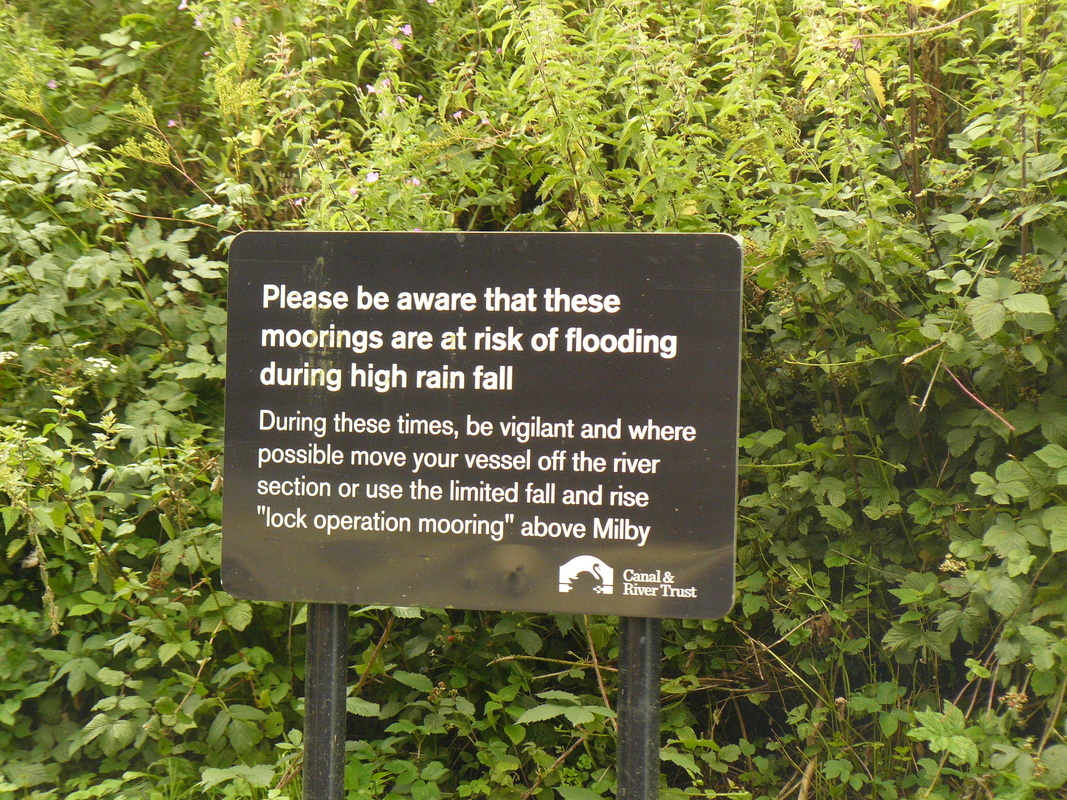 Please be aware that these
moorings are at risk of flooding
during high rain fall
During these times, be vigilant and where
possible move your vessel off the river
section or use the limited fall and rise
"lock operation mooring" above Milby
Canal &
River Trust